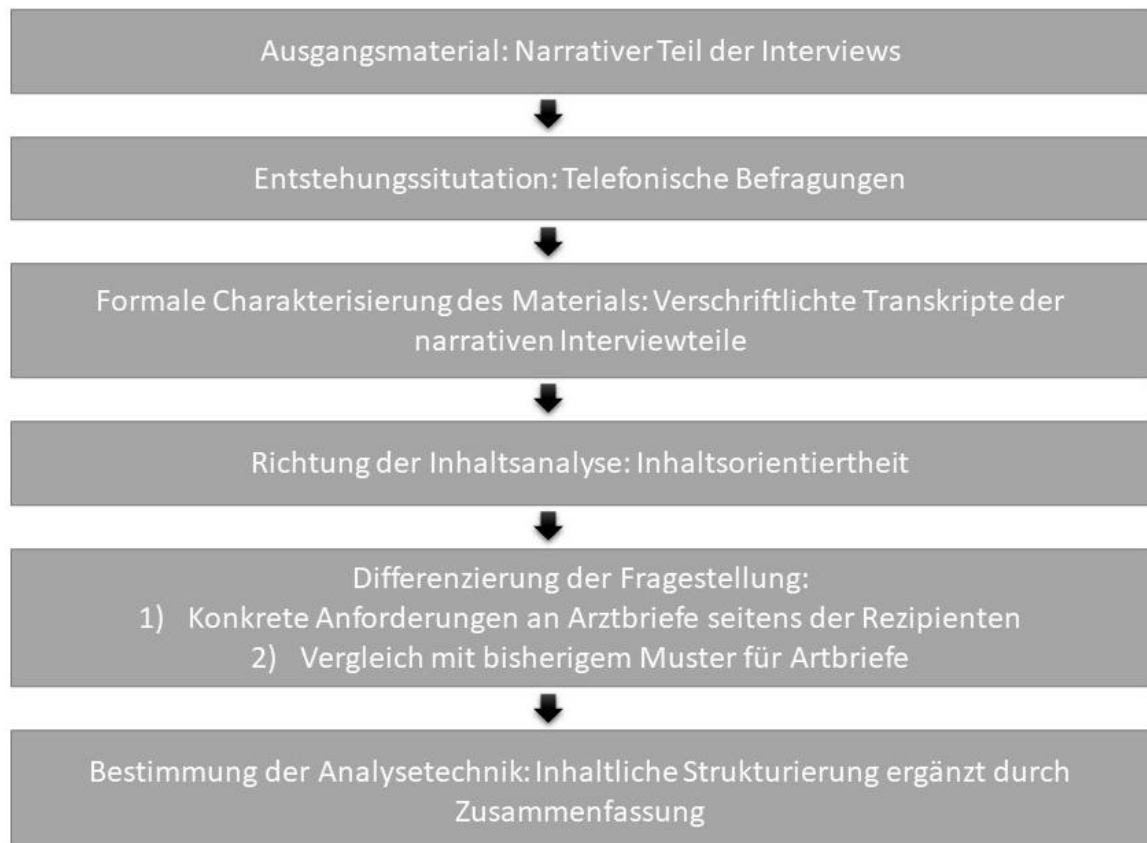 Ausgangsmaterial: Narrativer Teil der Interviews
Entstehungssitutation: Telefonische Befragungen
Formale Charakterisierung des Materials: Verschriftlichte Transkripte der
narrativen Interviewteile
Richtung der Inhaltsanalyse: Inhaltsorientiertheit
Differenzierung der Fragestellung:
1) Konkrete Anforderungen an Arztbriefe seitens der Rezipienten
2) Vergleich mit bisherigem Muster für Artbriefe
Bestimmung der Analysetechnik: Inhaltliche Strukturierung ergänzt durch
Zusammenfassung